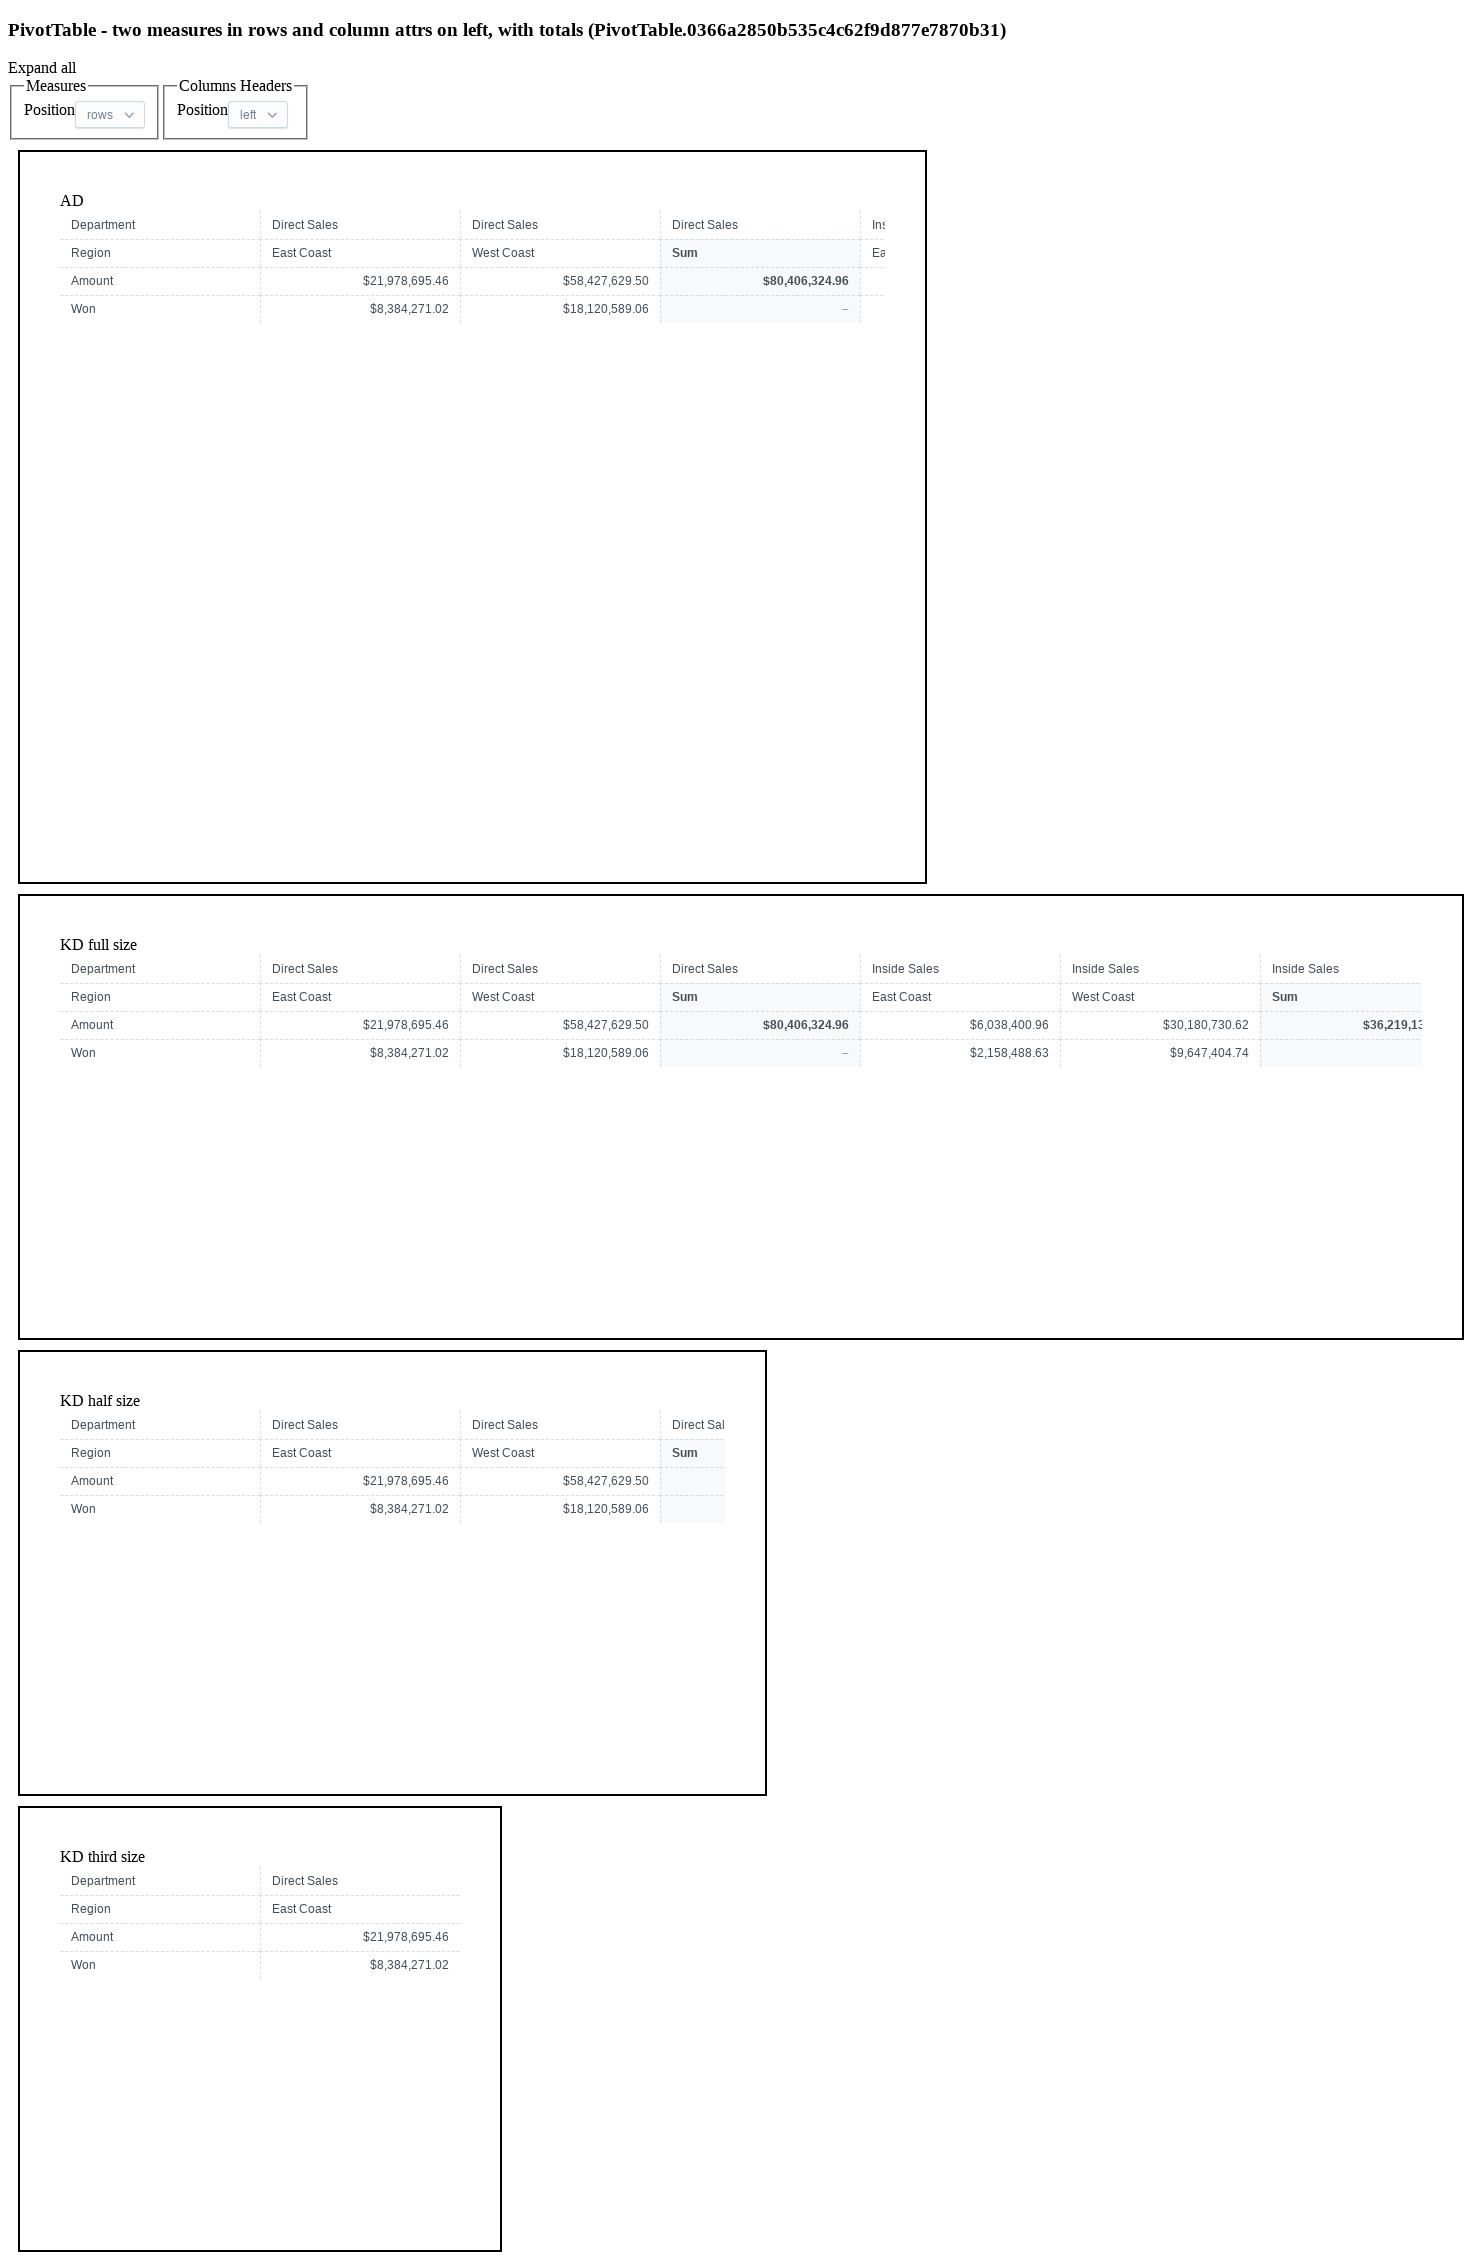 PivotTable - two measures in rows and column attrs on left, with totals (PivotTable.0366a2850b535c4c62f9d877e7870b31)
Expand all
Measures Columns Headers
Position rows Position left
AD
Department Direct Sales Direct Sales Direct Sales Ins
Region East Coast West Coast Sum Ea
Amount $21,978,695.46 $58,427,629.50 $80,406,324.96
Won $8,384,271.02 $18,120,589.06 –
KD full size
Department Direct Sales Direct Sales Direct Sales Inside Sales Inside Sales Inside Sales
Region East Coast West Coast Sum East Coast West Coast Sum
Amount $21,978,695.46 $58,427,629.50 $80,406,324.96 $6,038,400.96 $30,180,730.62 $36,219,13
Won $8,384,271.02 $18,120,589.06 – $2,158,488.63 $9,647,404.74
KD half size
Department Direct Sales Direct Sales Direct Sal
Region East Coast West Coast Sum
Amount $21,978,695.46 $58,427,629.50
Won $8,384,271.02 $18,120,589.06
KD third size
Department Direct Sales
Region East Coast
Amount $21,978,695.46
Won $8,384,271.02